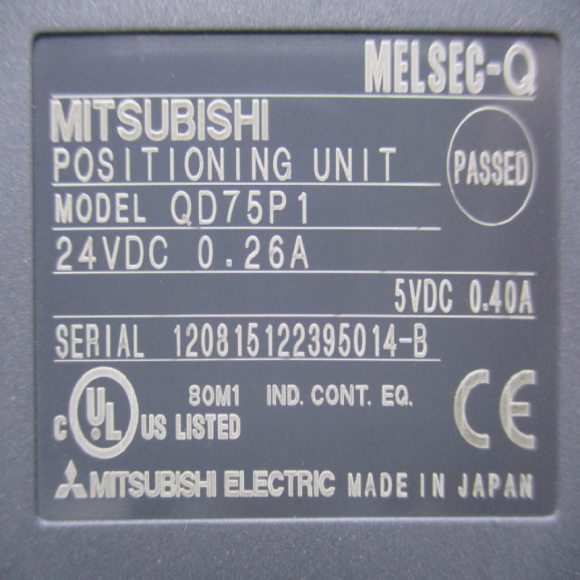 MELSEC-Q
MITSUBISHI
POSITIONING UNIT
PASSED
MODEL QD75P1
24VDC 0.26A
5VDC 0.40A
SERIAL 120815122395014-B
C UL US LISTED
80M1 IND. CONT. EQ.
CE
MITSUBISHI ELECTRIC MADE IN JAPAN